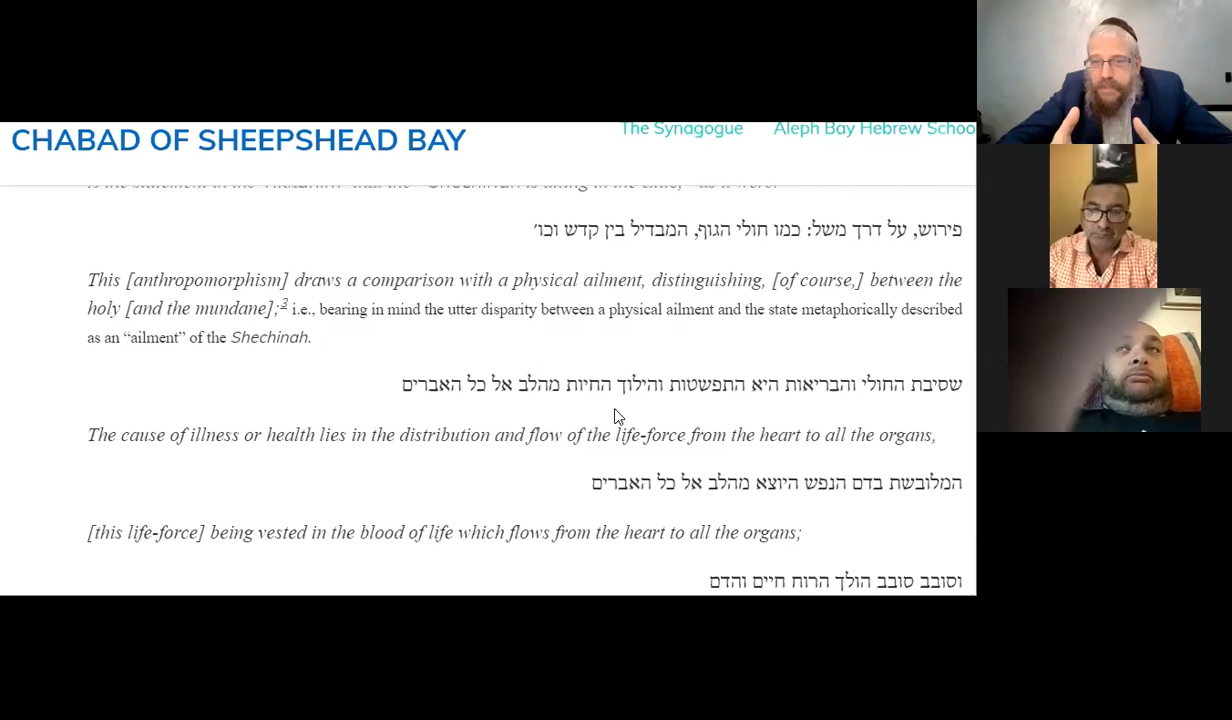 CHABAD OF SHEEPSHEAD BAY
The Synagogue Aleph Bay Hebrew Schoo
פירוש, על דרך משל: כמו חולי הגוף, המבדיל בין קדש וכו׳
This [anthropomorphism] draws a comparison with a physical ailment, distinguishing, [of course,] between the
holy [and the mundane];3 i.e., bearing in mind the utter disparity between a physical ailment and the state metaphorically described
as an “ailment” of the Shechinah.
שסיבת החולי והבריאות היא התפשטות והילוך החיות מהלב אל כל האברים
The cause of illness or health lies in the distribution and flow of the life-force from the heart to all the organs,
המלובשת בדם הנפש היוצא מהלב אל כל האברים
[this life-force] being vested in the blood of life which flows from the heart to all the organs;
וסובב סובב הולך הרוח חיים והדם